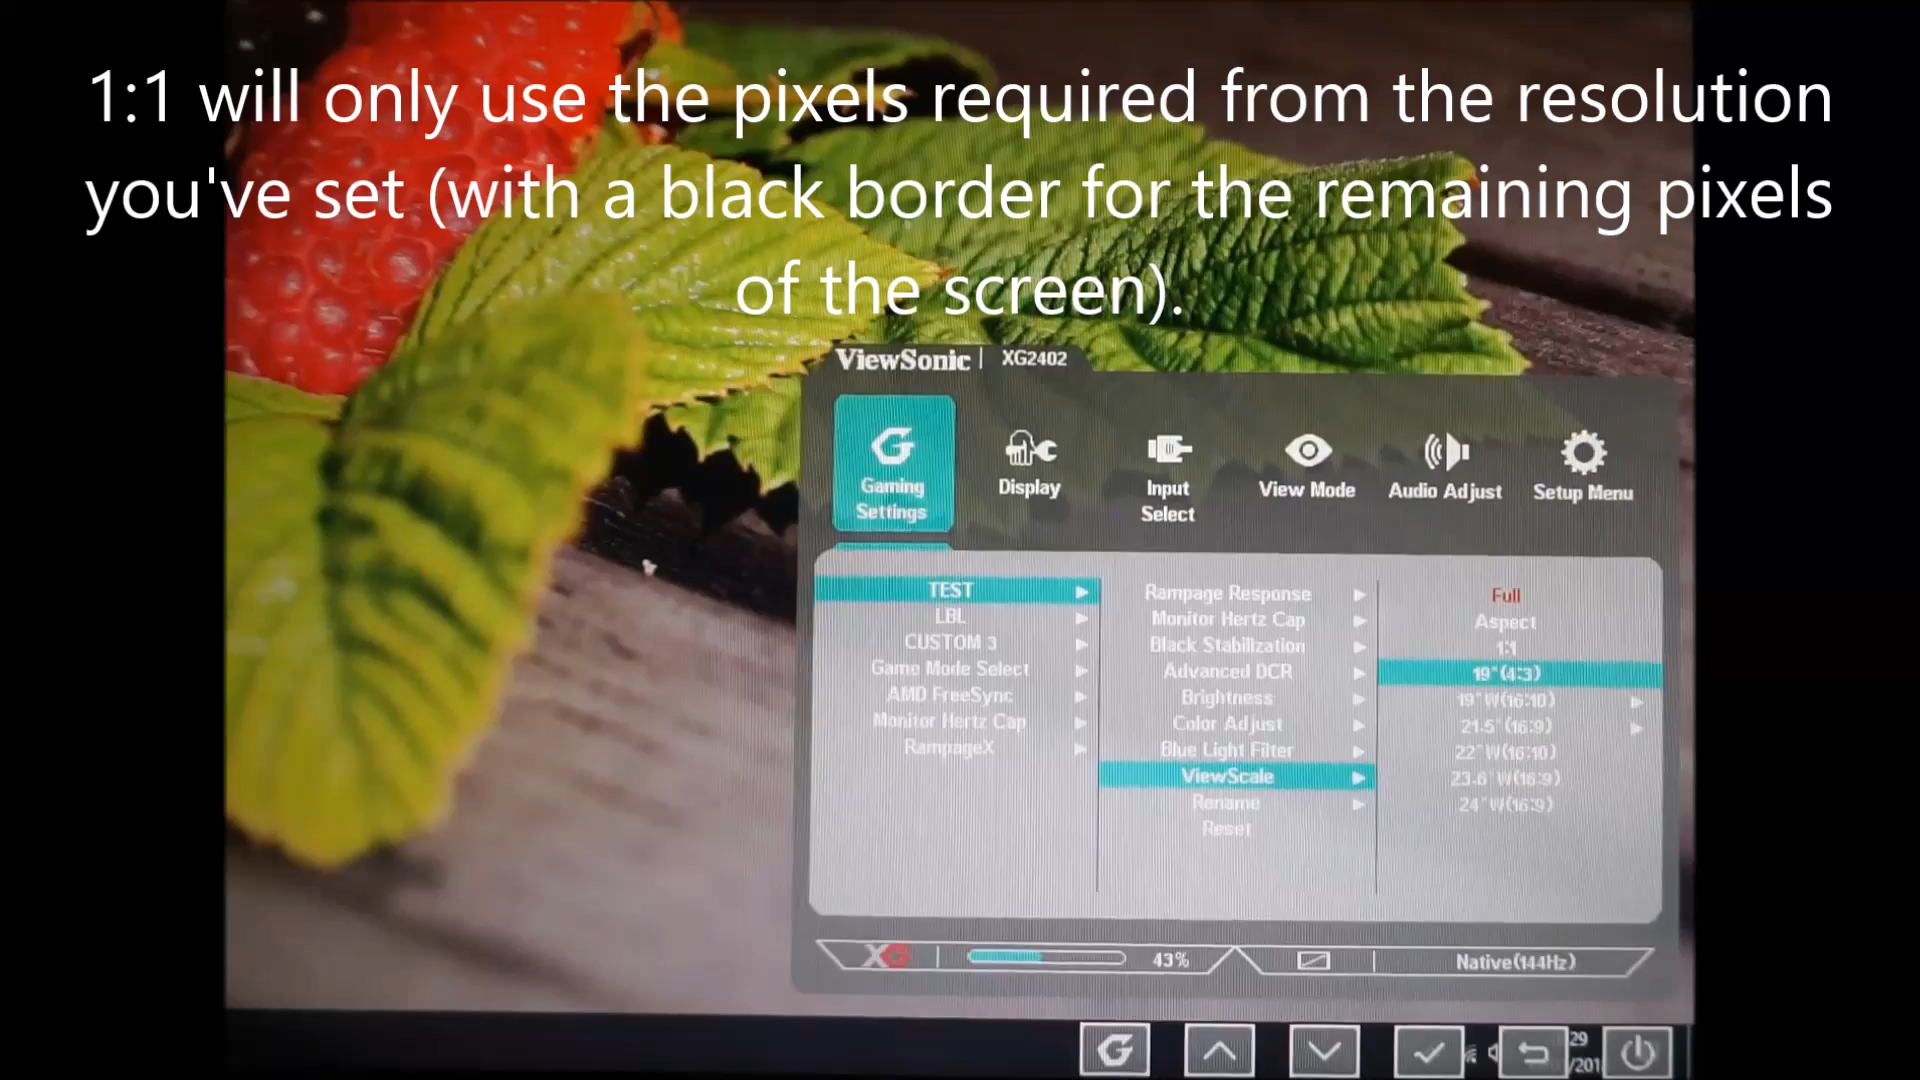 1:1 will only use the pixels required from the resolution
you've set (with a black border for the remaining pixels
of the screen).
ViewSonic | XG2402
Gaming
Settings
Display
Input
Select
View Mode
Audio Adjust
Setup Menu
TEST
LBL
CUSTOM 3
Game Mode Select
AMD FreeSync
Monitor Hertz Cap
RampageX
Rampage Response
Monitor Hertz Cap
Black Stabilization
Advanced DCR
Brightness
Color Adjust
Blue Light Filter
ViewScale
Rename
Reset
Full
Aspect
1:1
19"(4:3)
19"W(16:10)
21.5"(16:9)
22"W(16:10)
23.6"W(16:9)
24"W(16:9)
XG
43%
Native(144Hz)
29
/201